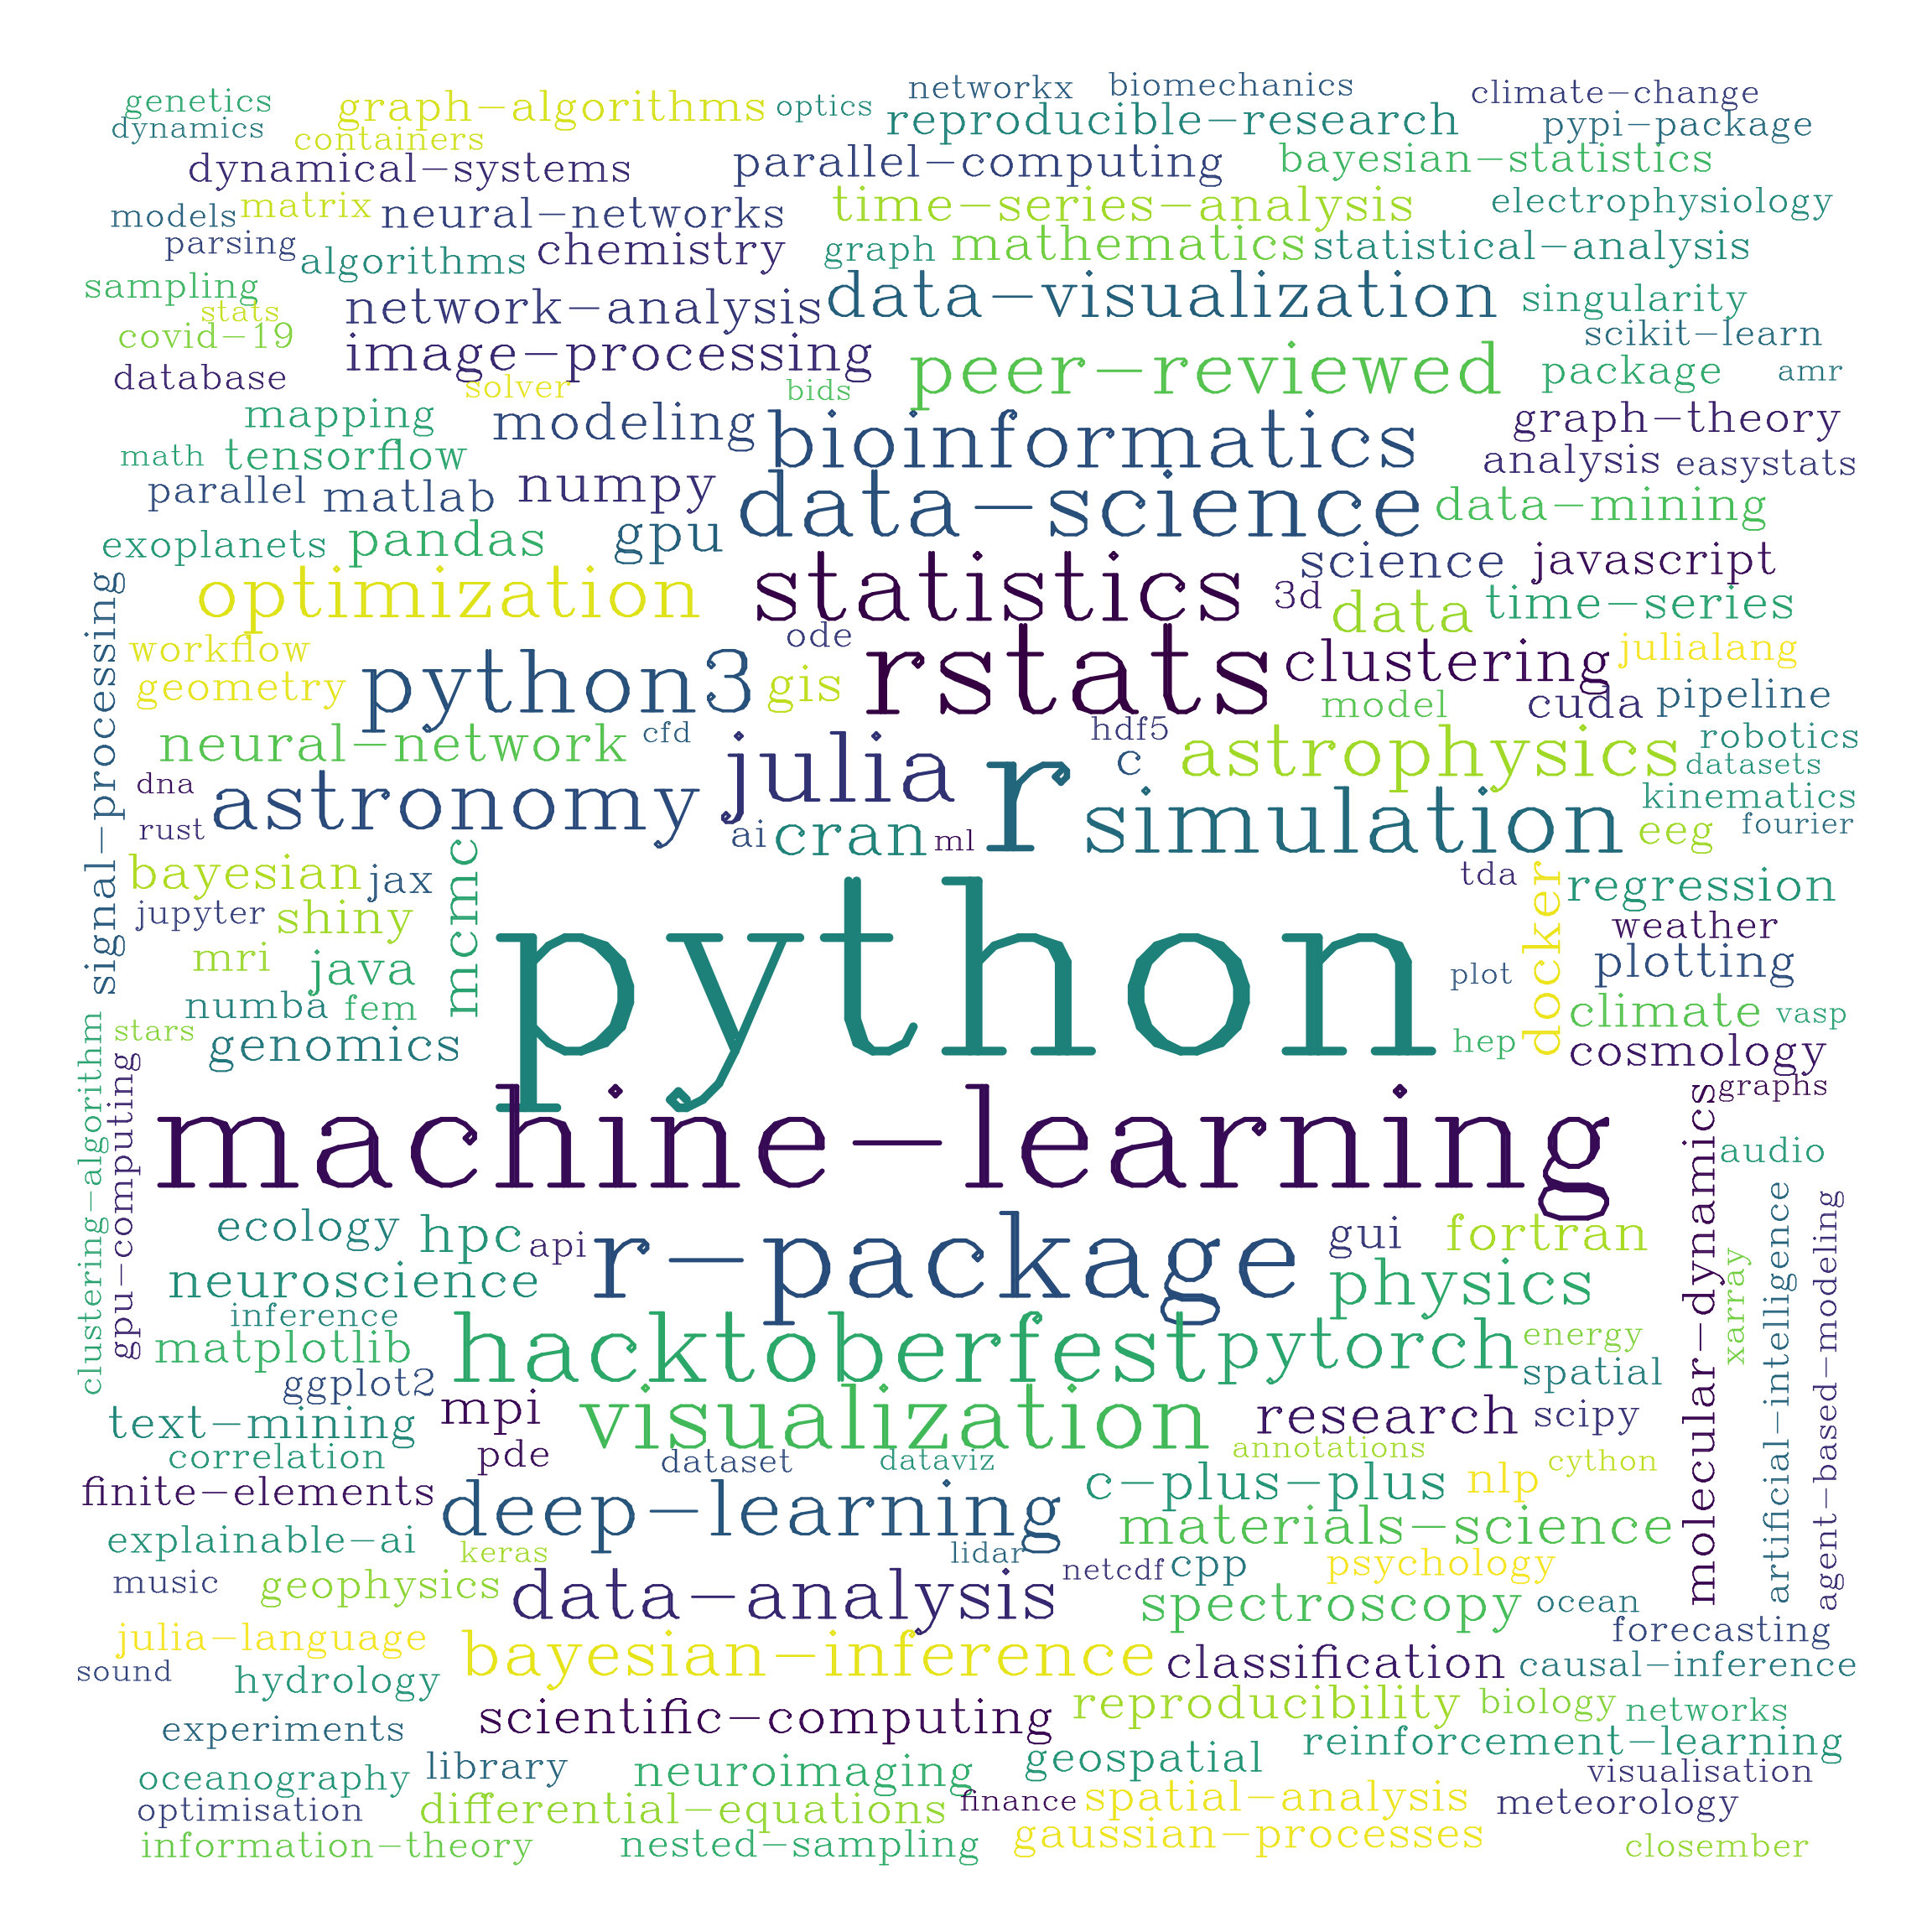 networkx
biomechanics
climate-change
genetics
graph-algorithms
optics
reproducible-research
pypi-package
dynamics
containers
dynamical-systems
parallel-computing
bayesian-statistics
models
matrix
neural-networks
time-series-analysis
electrophysiology
parsing
algorithms
chemistry
graph
mathematics
statistical-analysis
sampling
stats
network-analysis
data-visualization
singularity
covid-19
image-processing
scikit-learn
database
solver
bids
peer-reviewed
package
amr
mapping
modeling
bioinformatics
graph-theory
math
tensorflow
analysis
easystats
parallel
matlab
numpy
data-science
data-mining
exoplanets
pandas
gpu
statistics
science
javascript
optimization
3d
data
time-series
signal-processing
workflow
ode
rstats
clustering
julialang
geometry
python3
gis
model
cuda
pipeline
neural-network
cfd
julia
hdf5
c
r
astrophysics
robotics
datasets
dna
astronomy
simulation
kinematics
rust
ai
cran
ml
eeg
fourier
bayesian
jax
mcmc
python
tda
docker
regression
jupyter
shiny
weather
mri
java
plot
plotting
numba
fem
climate
vasp
stars
genomics
hep
cosmology
clustering-algorithm
gpu-computing
machine-learning
molecular-dynamics
graphs
audio
ecology
hpc
api
r-package
gui
fortran
xarray
artificial-intelligence
agent-based-modeling
neuroscience
physics
inference
matplotlib
hacktoberfest
pytorch
energy
ggplot2
spatial
text-mining
mpi
visualization
research
scipy
correlation
pde
dataset
dataviz
annotations
cython
finite-elements
deep-learning
c-plus-plus
nlp
explainable-ai
keras
lidar
materials-science
music
geophysics
data-analysis
netcdf
cpp
psychology
spectroscopy
ocean
julia-language
bayesian-inference
forecasting
sound
hydrology
classification
causal-inference
experiments
scientific-computing
reproducibility
biology
networks
oceanography
library
neuroimaging
geospatial
reinforcement-learning
visualisation
optimisation
differential-equations
finance
spatial-analysis
meteorology
information-theory
nested-sampling
gaussian-processes
closember